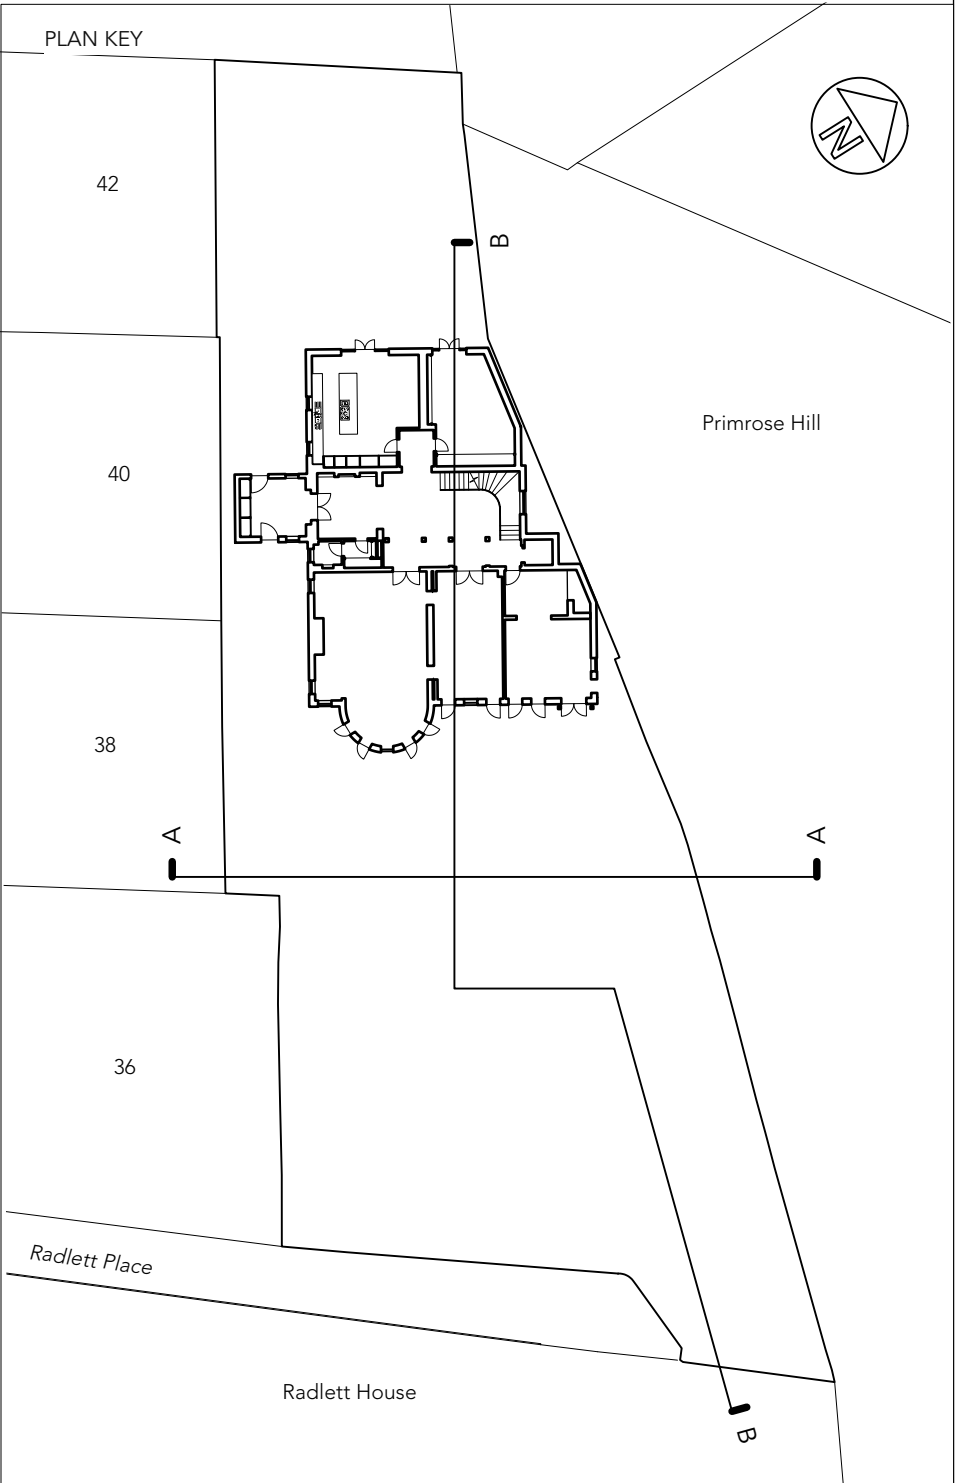 PLAN KEY
N
42
B
Primrose Hill
40
38
A
A
36
Radlett Place
Radlett House
B